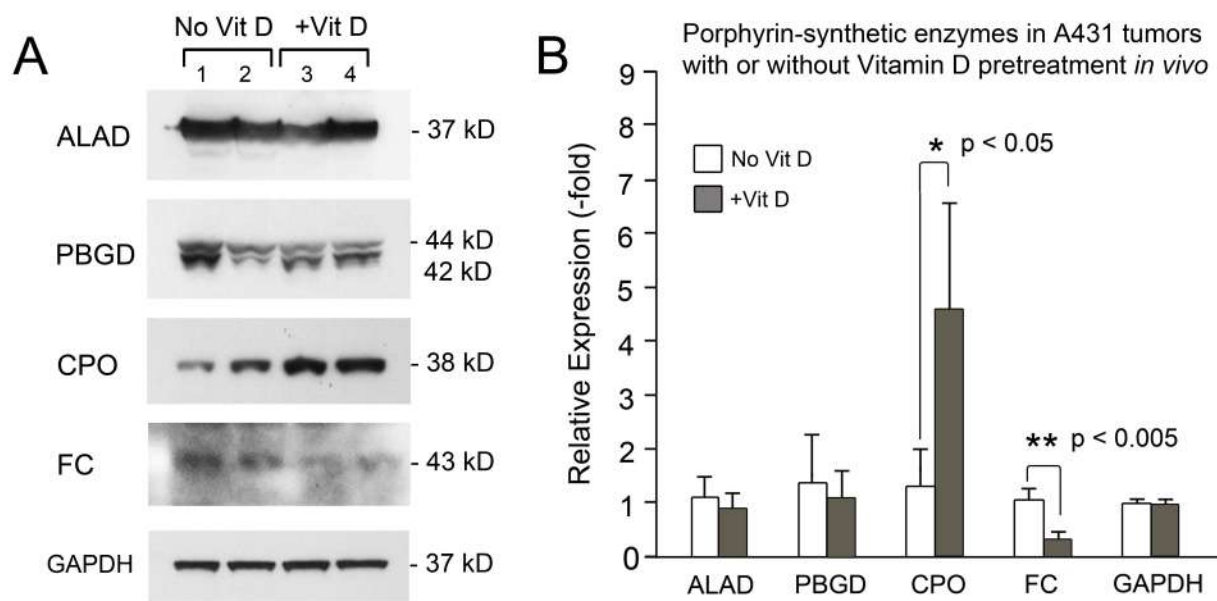 A
No Vit D +Vit D
1 2 3 4
ALAD - 37 kD
PBGD - 44 kD
42 kD
CPO - 38 kD
FC - 43 kD
GAPDH - 37 kD
B
Porphyrin-synthetic enzymes in A431 tumors
with or without Vitamin D pretreatment in vivo
Relative Expression (-fold)
9
8
7
6
5
4
3
2
1
0
No Vit D
+Vit D
* p < 0.05
** p < 0.005
ALAD PBGD CPO FC GAPDH